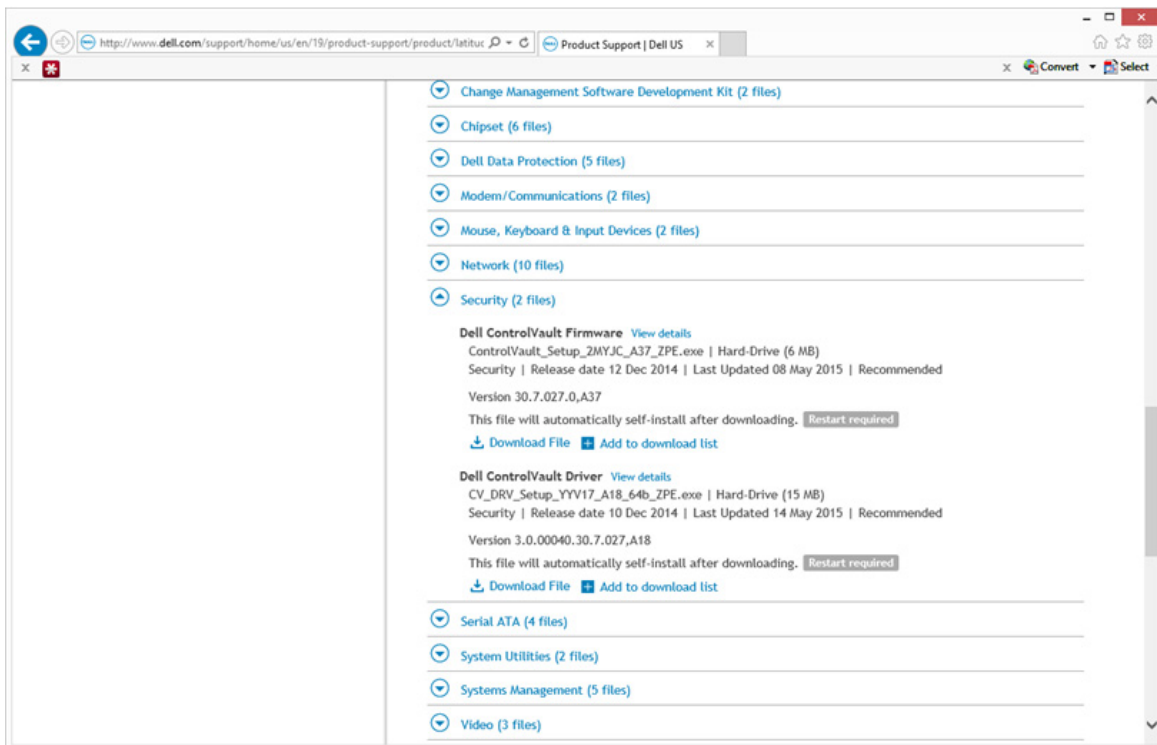 http://www.dell.com/support/home/us/en/19/product-support/product/latituc
Product Support | Dell US
Convert
Select
Change Management Software Development Kit (2 files)
Chipset (6 files)
Dell Data Protection (5 files)
Modem/Communications (2 files)
Mouse, Keyboard & Input Devices (2 files)
Network (10 files)
Security (2 files)
Dell ControlVault Firmware View details
ControlVault_Setup_2MYJC_A37_ZPE.exe | Hard-Drive (6 MB)
Security | Release date 12 Dec 2014 | Last Updated 08 May 2015 | Recommended
Version 30.7.027.0,A37
This file will automatically self-install after downloading. Restart required
Download File Add to download list
Dell ControlVault Driver View details
CV_DRV_Setup_YYV17_A18_64b_ZPE.exe | Hard-Drive (15 MB)
Security | Release date 10 Dec 2014 | Last Updated 14 May 2015 | Recommended
Version 3.0.00040.30.7.027,A18
This file will automatically self-install after downloading. Restart required
Download File Add to download list
Serial ATA (4 files)
System Utilities (2 files)
Systems Management (5 files)
Video (3 files)